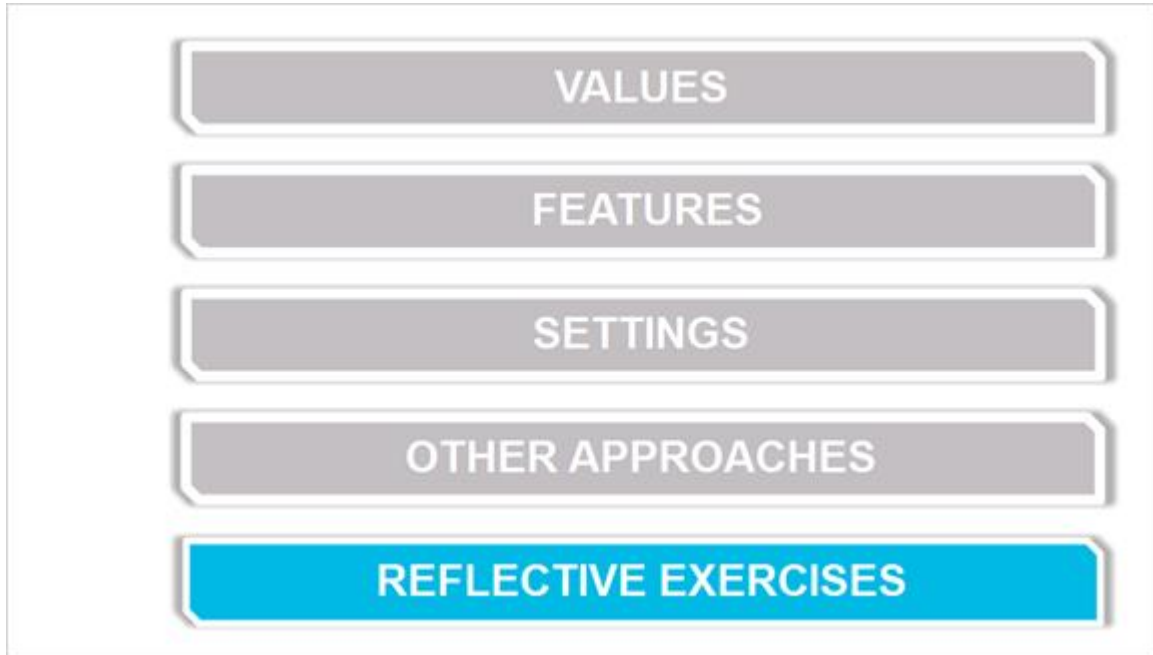 VALUES
FEATURES
SETTINGS
OTHER APPROACHES
REFLECTIVE EXERCISES